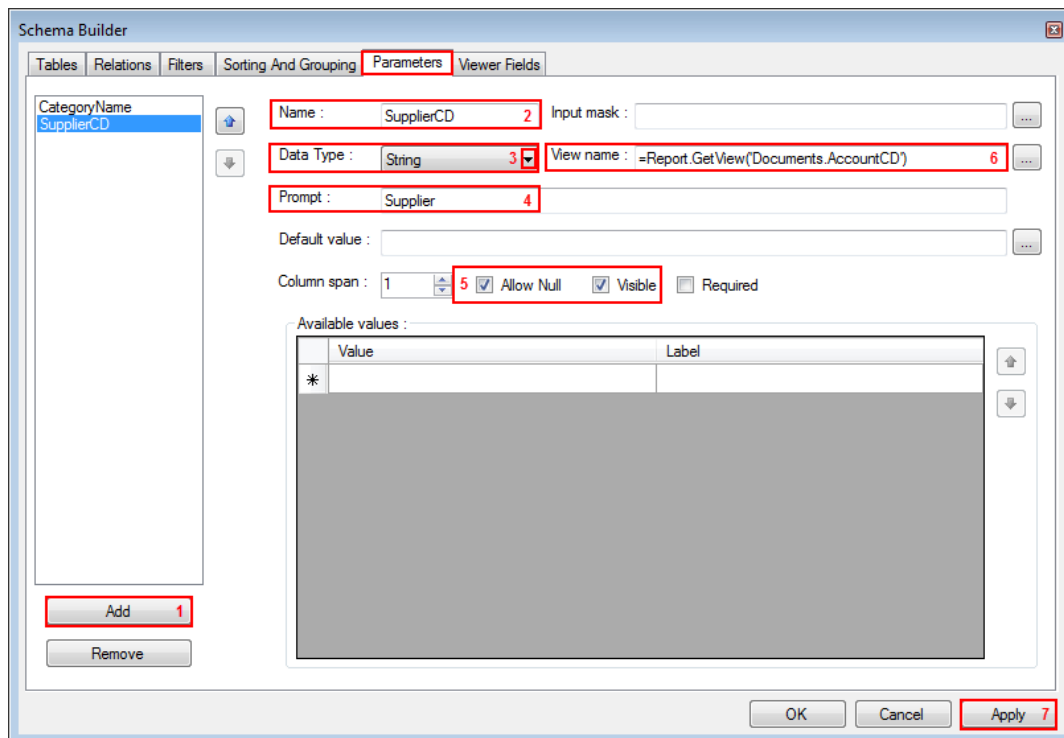 Schema Builder
Tables Relations Filters Sorting And Grouping Parameters Viewer Fields
CategoryName
SupplierCD
Name : SupplierCD 2 Input mask : ...
Data Type : String 3 View name : =Report.GetView('Documents.AccountCD') 6 ...
Prompt : Supplier 4
Default value : ...
Column span : 1 5 Allow Null Visible Required
Available values :
Value Label
Add 1
Remove
OK Cancel Apply 7